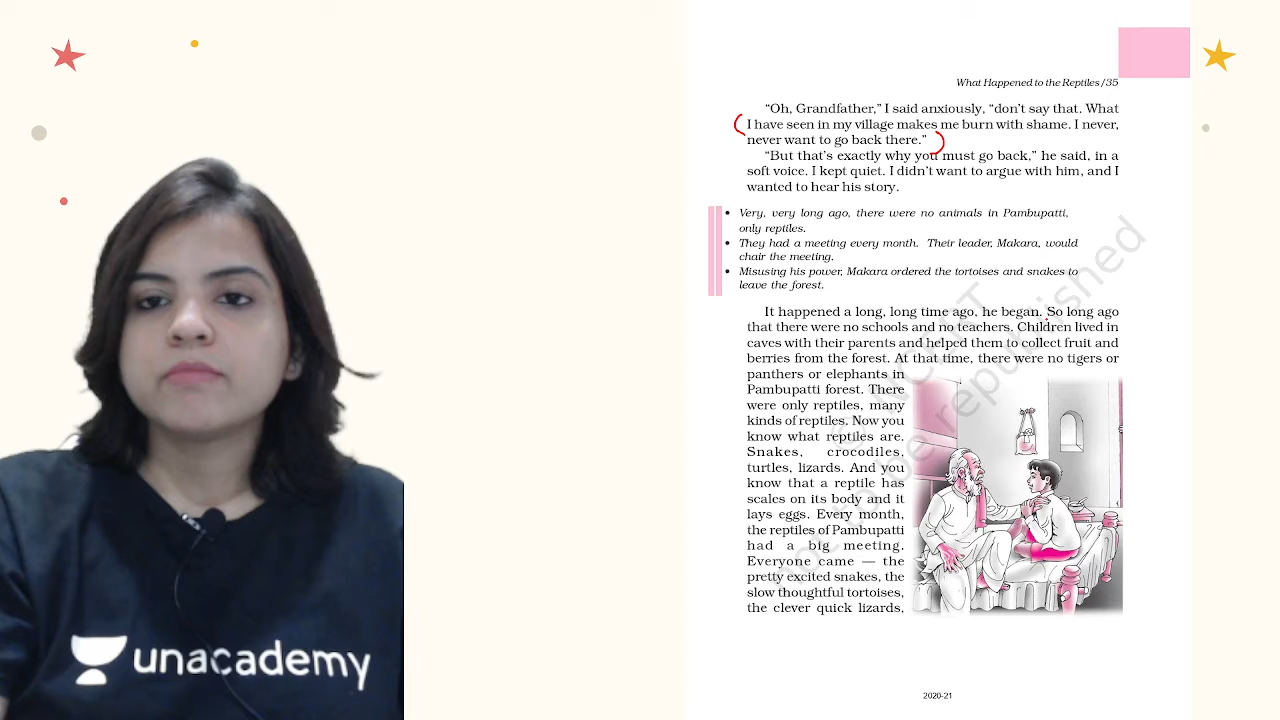 What Happened to the Reptiles/35
“Oh, Grandfather,” I said anxiously, “don’t say that. What
I have seen in my village makes me burn with shame. I never,
never want to go back there.”
“But that’s exactly why you must go back,” he said, in a
soft voice. I kept quiet. I didn’t want to argue with him, and I
wanted to hear his story.
• Very, very long ago, there were no animals in Pambupatti,
only reptiles.
• They had a meeting every month. Their leader, Makara, would
chair the meeting.
• Misusing his power, Makara ordered the tortoises and snakes to
leave the forest.
It happened a long, long time ago, he began. So long ago
that there were no schools and no teachers. Children lived in
caves with their parents and helped them to collect fruit and
berries from the forest. At that time, there were no tigers or
panthers or elephants in
Pambupatti forest. There
were only reptiles, many
kinds of reptiles. Now you
know what reptiles are.
Snakes, crocodiles,
turtles, lizards. And you
know that a reptile has
scales on its body and it
lays eggs. Every month,
the reptiles of Pambupatti
had a big meeting.
Everyone came — the
pretty excited snakes, the
slow thoughtful tortoises,
the clever quick lizards,
not to be republished
2020-21
unacademy